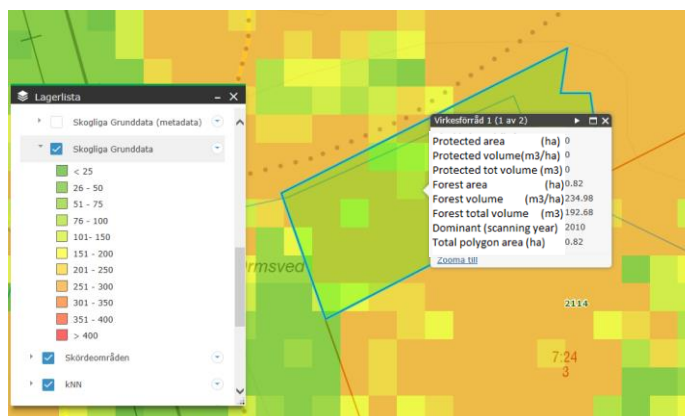 Lagerlista
Skogliga Grunddata (metadata)
Skogliga Grunddata
< 25
26 - 50
51 - 75
76 - 100
101- 150
151 - 200
201 - 250
251 - 300
301 - 350
351 - 400
> 400
Skördeområden
kNN
Virkesförråd 1 (1 av 2)
Protected area (ha) 0
Protected volume(m3/ha) 0
Protected tot volume (m3) 0
Forest area (ha) 0.82
Forest volume (m3/ha) 234.98
Forest total volume (m3) 192.68
Dominant (scanning year) 2010
Total polygon area (ha) 0.82
Zooma till
rmsved
2114
7:24
3